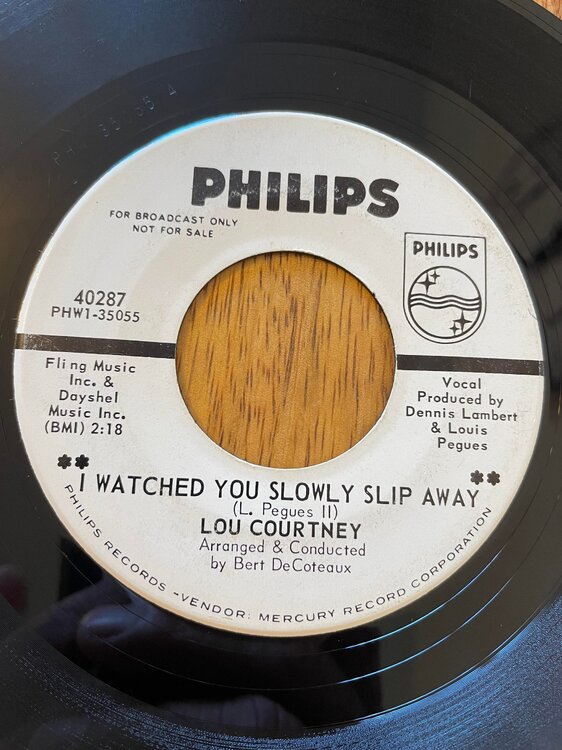 PHILIPS
FOR BROADCAST ONLY
NOT FOR SALE
PHILIPS
40287
PHW1-35055
Fling Music
Inc. &
Dayshel
Music Inc.
(BMI) 2:18
Vocal
Produced by
Dennis Lambert
& Louis
Pegues
** I WATCHED YOU SLOWLY SLIP AWAY **
(L. Pegues II)
LOU COURTNEY
Arranged & Conducted
by Bert DeCoteaux
PHILIPS RECORDS -VENDOR: MERCURY RECORD CORPORATION